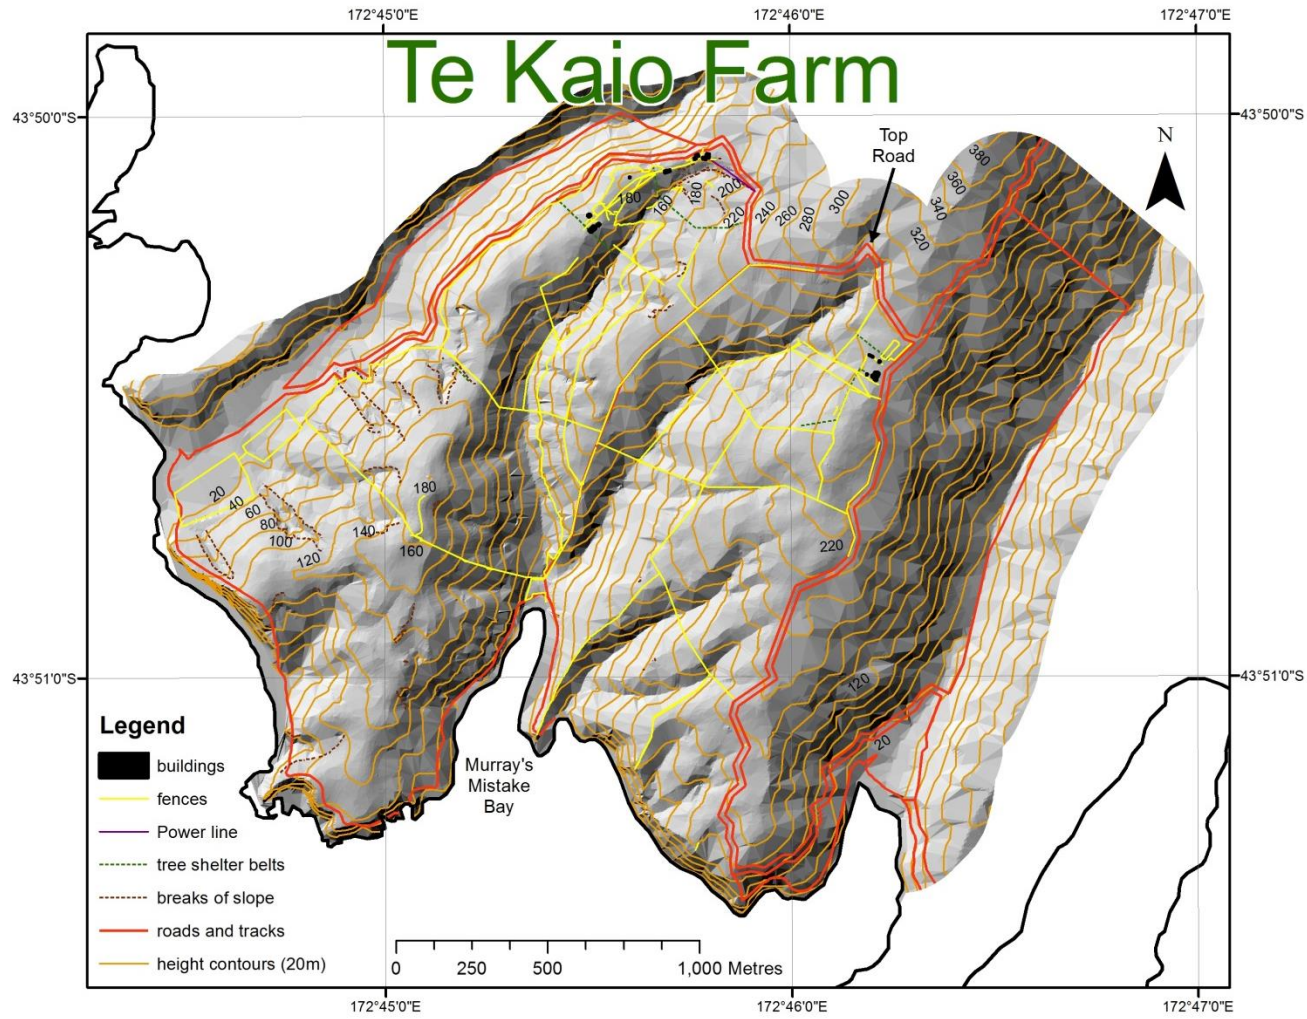 172°45'0"E
172°46'0"E
172°47'0"E
Te Kaio Farm
43°50'0"S
43°50'0"S
Top
Road
N
380
360
340
320
300
280
260
240
220
200
180
160
180
20
40
60
80
100
120
140
160
180
220
120
20
43°51'0"S
43°51'0"S
Murray's
Mistake
Bay
Legend
buildings
fences
Power line
tree shelter belts
breaks of slope
roads and tracks
height contours (20m)
0 250 500 1,000 Metres
172°45'0"E
172°46'0"E
172°47'0"E